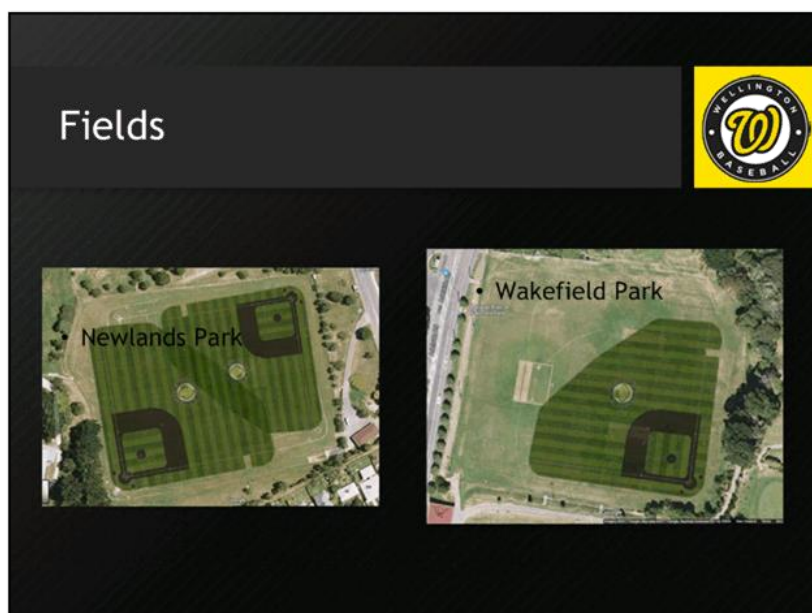 Fields
WELLINGTON
W
BASEBALL
• Newlands Park
• Wakefield Park